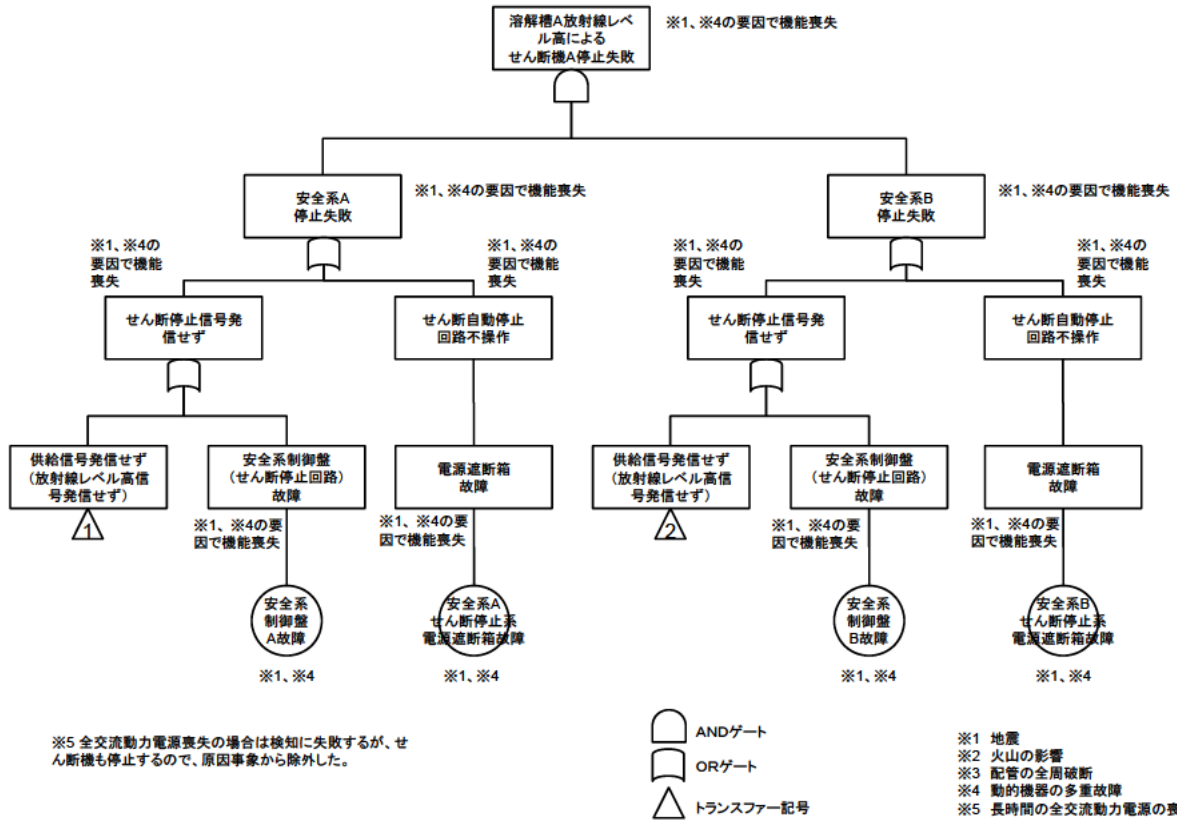 溶解槽A放射線レベ
ル高による
せん断機A停止失敗
※1、※4の要因で機能喪失
安全系A
停止失敗
※1、※4の要因で機能喪失
安全系B
停止失敗
※1、※4の要因で機能喪失
※1、※4の
要因で機能
喪失
※1、※4の
要因で機能
喪失
※1、※4の
要因で機能
喪失
※1、※4の
要因で機能
喪失
せん断停止信号発
信せず
せん断自動停止
回路不操作
せん断停止信号発
信せず
せん断自動停止
回路不操作
供給信号発信せず
(放射線レベル高信
号発信せず)
安全系制御盤
(せん断停止回路)
故障
電源遮断箱
故障
供給信号発信せず
(放射線レベル高信
号発信せず)
安全系制御盤
(せん断停止回路)
故障
電源遮断箱
故障
1
※1、※4の要
因で機能喪失
※1、※4の要
因で機能喪失
2
※1、※4の要
因で機能喪失
※1、※4の要
因で機能喪失
安全系
制御盤
A故障
安全系A
せん断停止系
電源遮断箱故障
安全系
制御盤
B故障
安全系B
せん断停止系
電源遮断箱故障
※1、※4
※1、※4
※1、※4
※1、※4
※5 全交流動力電源喪失の場合は検知に失敗するが、せ
ん断機も停止するので、原因事象から除外した。
ANDゲート
ORゲート
トランスファー記号
※1 地震
※2 火山の影響
※3 配管の全周破断
※4 動的機器の多重故障
※5 長時間の全交流動力電源の喪